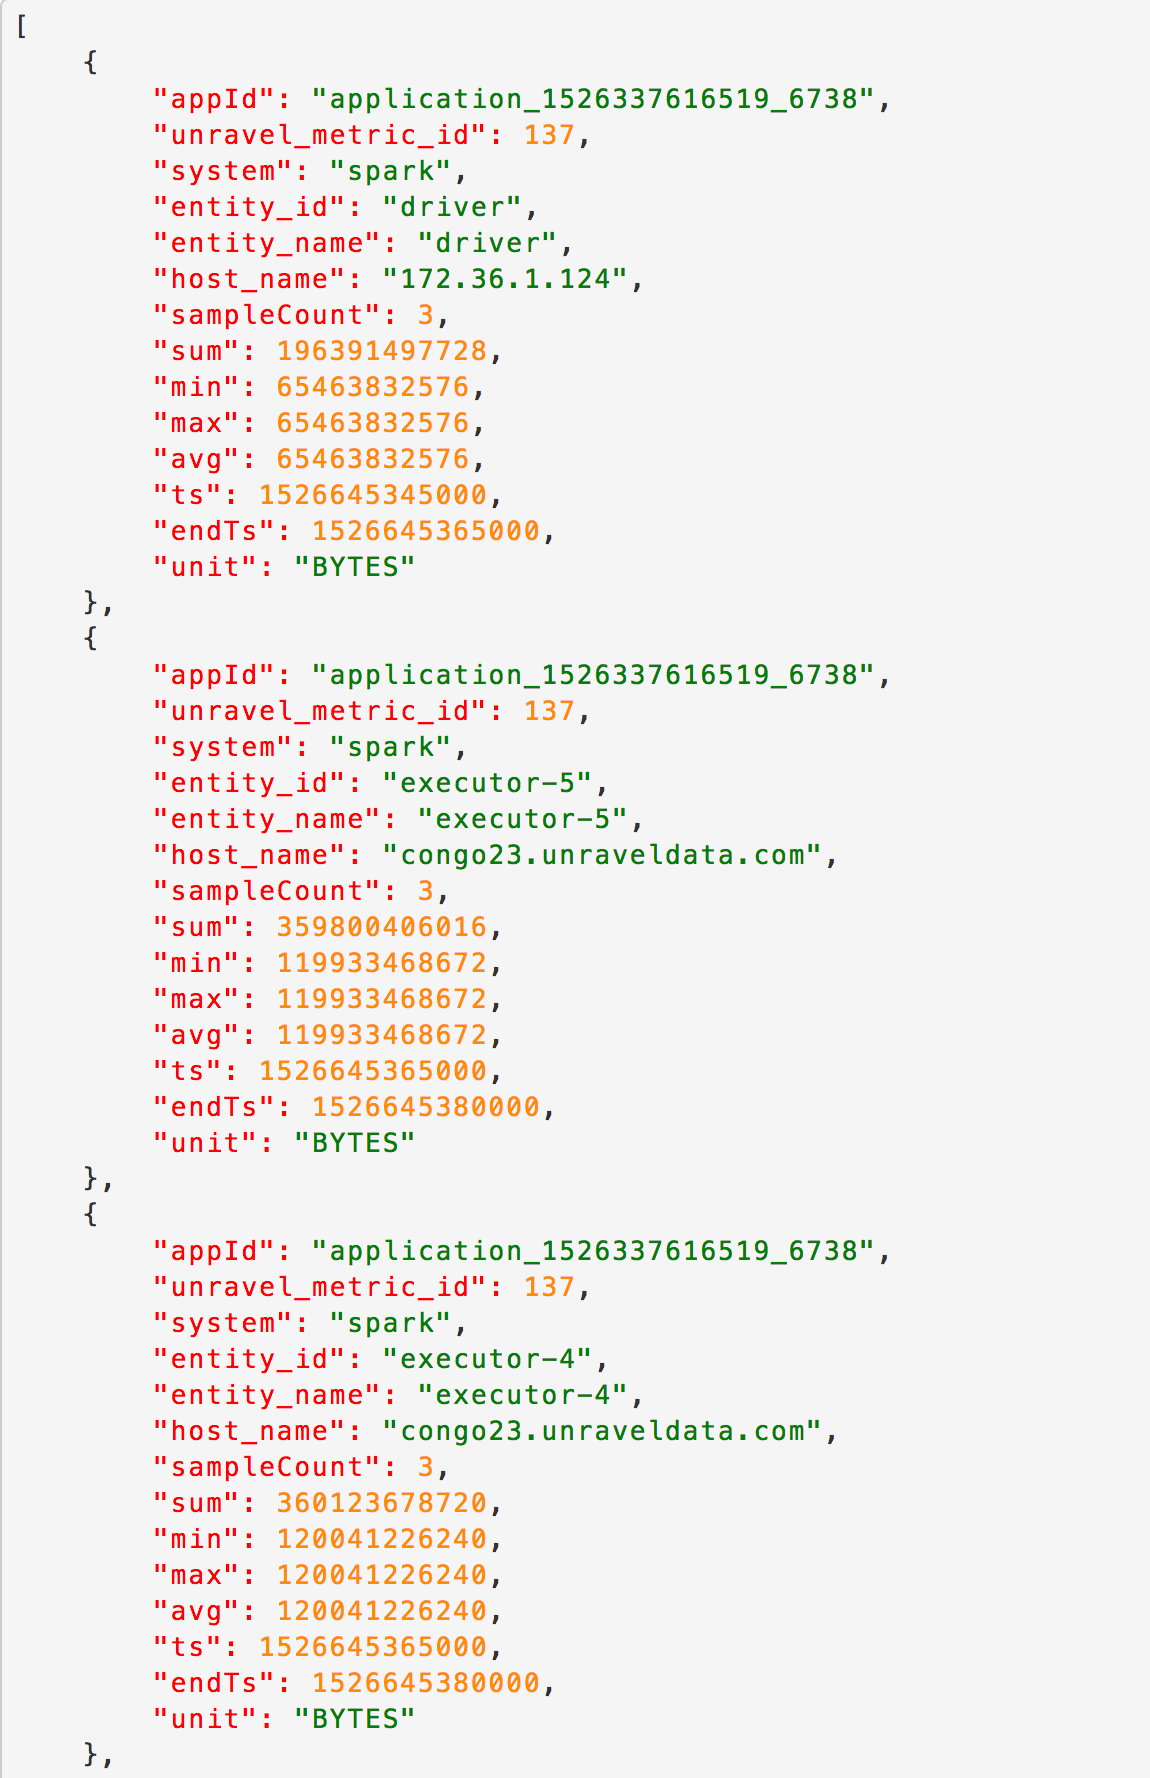 [
{
"appId": "application_1526337616519_6738",
"unravel_metric_id": 137,
"system": "spark",
"entity_id": "driver",
"entity_name": "driver",
"host_name": "172.36.1.124",
"sampleCount": 3,
"sum": 196391497728,
"min": 65463832576,
"max": 65463832576,
"avg": 65463832576,
"ts": 1526645345000,
"endTs": 1526645365000,
"unit": "BYTES"
},
{
"appId": "application_1526337616519_6738",
"unravel_metric_id": 137,
"system": "spark",
"entity_id": "executor-5",
"entity_name": "executor-5",
"host_name": "congo23.unraveldata.com",
"sampleCount": 3,
"sum": 359800406016,
"min": 119933468672,
"max": 119933468672,
"avg": 119933468672,
"ts": 1526645365000,
"endTs": 1526645380000,
"unit": "BYTES"
},
{
"appId": "application_1526337616519_6738",
"unravel_metric_id": 137,
"system": "spark",
"entity_id": "executor-4",
"entity_name": "executor-4",
"host_name": "congo23.unraveldata.com",
"sampleCount": 3,
"sum": 360123678720,
"min": 120041226240,
"max": 120041226240,
"avg": 120041226240,
"ts": 1526645365000,
"endTs": 1526645380000,
"unit": "BYTES"
},